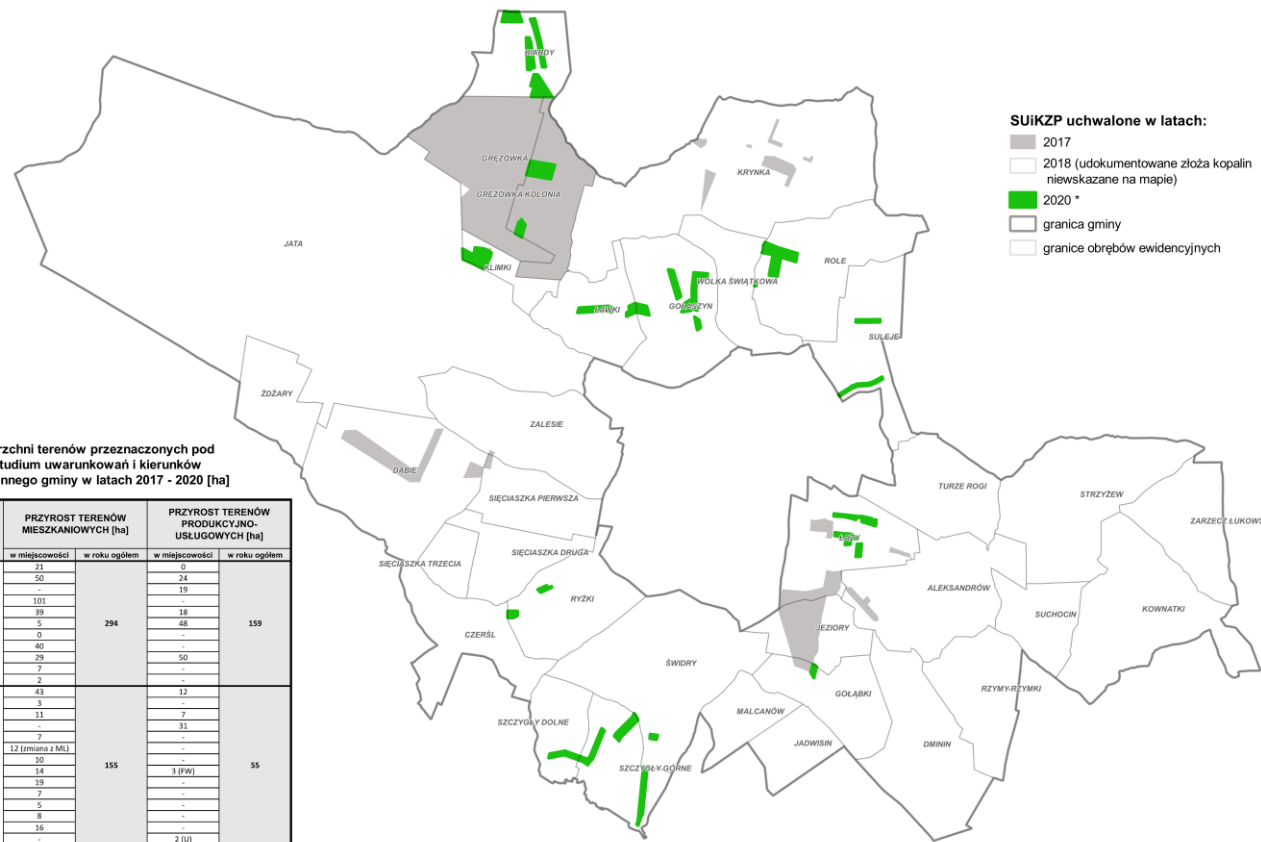 SUiKZP uchwalone w latach:
2017
2018 (udokumentowane złoża kopalin
niewskazane na mapie)
2020 *
granica gminy
granice obrębów ewidencyjnych
BIARDY
GRĘZÓWKA
GRĘZÓWKA KOLONIA
KRYNKA
JATA
KLIMKI
ROLE
WÓLKA ŚWIĄTKOWA
ŁAWKI
GOŁASZYN
SULEJE
ŻDŻARY
ZALESIE
DĄBIE
SIĘCIASZKA PIERWSZA
TURZE ROGI
STRZYŻEW
ZARZECZ ŁUKOWS
ŁAZY
SIĘCIASZKA DRUGA
SIĘCIASZKA TRZECIA
RYŻKI
ALEKSANDRÓW
SUCHOCIN
KOWNATKI
CZERŚL
JEZIORY
ŚWIDRY
GOŁĄBKI
RZYMY-RZYMKI
MALCANÓW
SZCZYGŁY DOLNE
JADWISIN
DMININ
SZCZYGŁY GÓRNE
rzchni terenów przeznaczonych pod
tudium uwarunkowań i kierunków
nnego gminy w latach 2017 - 2020 [ha]
PRZYROST TERENÓW
MIESZKANIOWYCH [ha]
PRZYROST TERENÓW
PRODUKCYJNO-
USŁUGOWYCH [ha]
w miejscowości w roku ogółem w miejscowości w roku ogółem
21 0
50 24
- 19
101 -
39 18
5 294 48 159
0 -
40 -
29 50
7 -
2 -
43 12
3 -
11 7
- 31
7 -
12 (zmiana z ML) -
10 155 - 55
14 3 (FW)
19 -
7 -
5 -
8 -
16 -
- 2 (U)